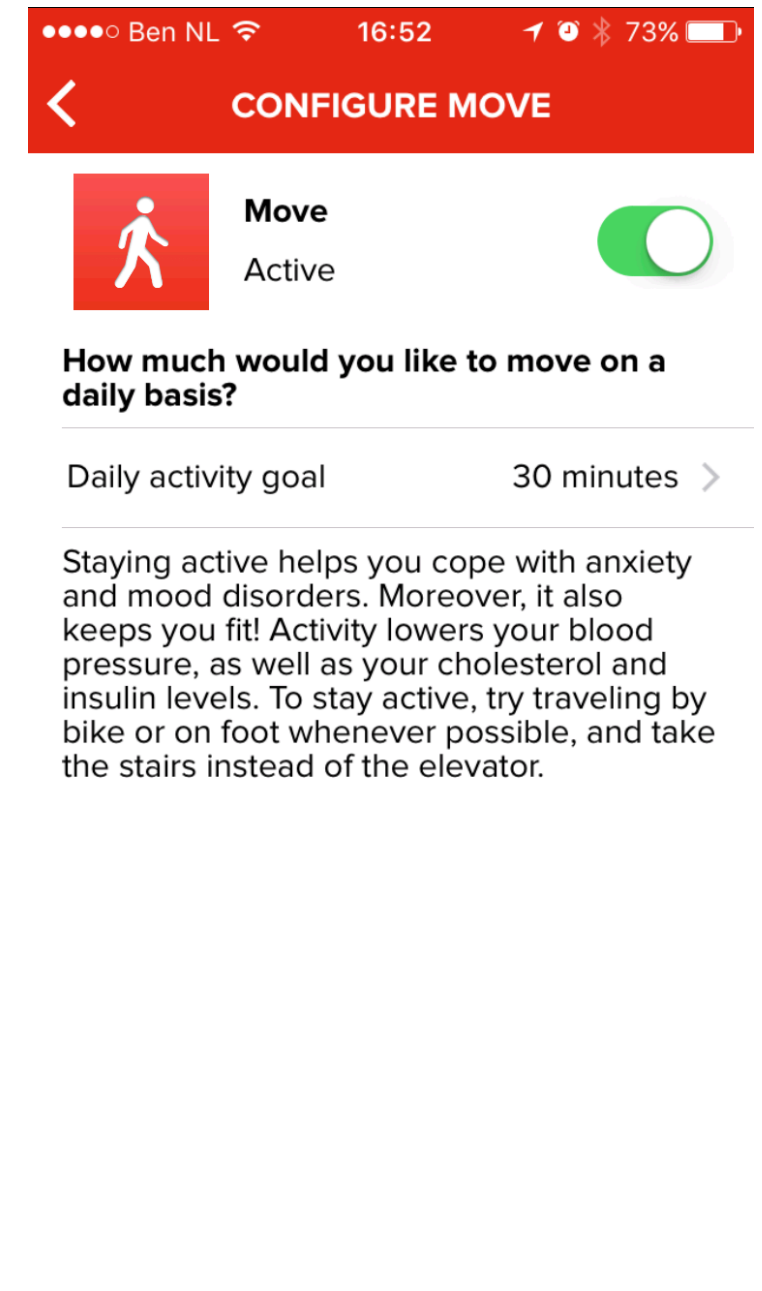 Ben NL 16:52 73%
CONFIGURE MOVE
Move
Active
How much would you like to move on a
daily basis?
Daily activity goal 30 minutes
Staying active helps you cope with anxiety
and mood disorders. Moreover, it also
keeps you fit! Activity lowers your blood
pressure, as well as your cholesterol and
insulin levels. To stay active, try traveling by
bike or on foot whenever possible, and take
the stairs instead of the elevator.